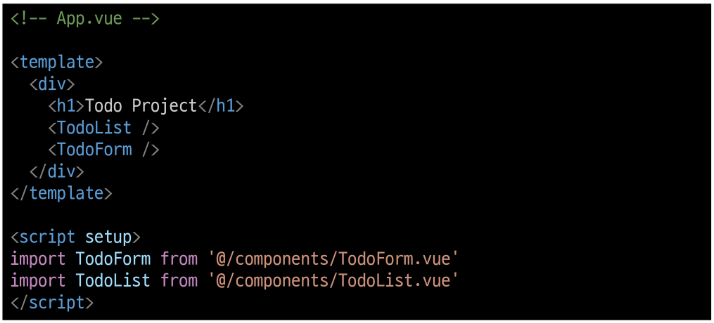 <!-- App.vue -->
<template>
<div>
<h1>Todo Project</h1>
<TodoList />
<TodoForm />
</div>
</template>
<script setup>
import TodoForm from '@/components/TodoForm.vue'
import TodoList from '@/components/TodoList.vue'
</script>